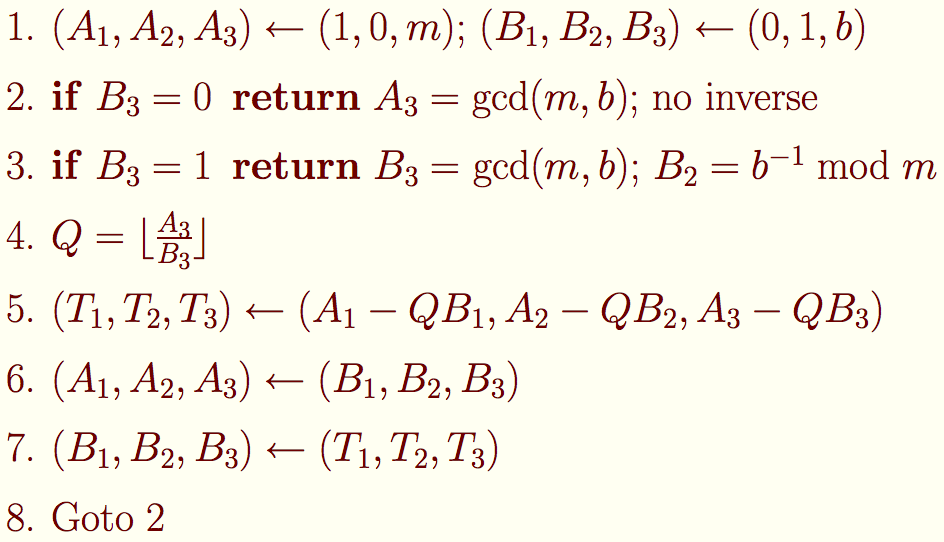 1. (A₁, A₂, A₃) ← (1, 0, m); (B₁, B₂, B₃) ← (0, 1, b)
2. if B₃ = 0 return A₃ = gcd(m, b); no inverse
3. if B₃ = 1 return B₃ = gcd(m, b); B₂ = b⁻¹ mod m
4. Q = ⌊A₃/B₃⌋
5. (T₁, T₂, T₃) ← (A₁ − QB₁, A₂ − QB₂, A₃ − QB₃)
6. (A₁, A₂, A₃) ← (B₁, B₂, B₃)
7. (B₁, B₂, B₃) ← (T₁, T₂, T₃)
8. Goto 2